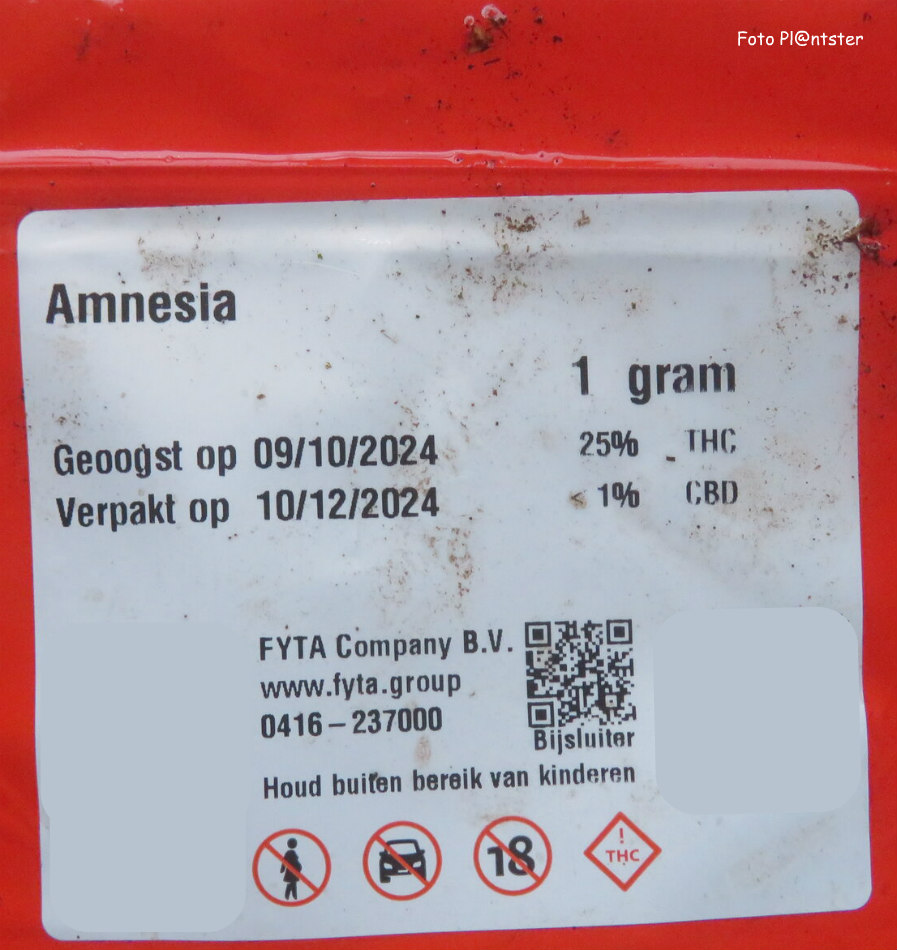 Foto Pl@ntster
Amnesia
1 gram
Geoogst op 09/10/2024
25% THC
Verpakt op 10/12/2024
< 1% CBD
FYTA Company B.V.
www.fyta.group
0416-237000
Bijsluiter
Houd buiten bereik van kinderen
18
!
THC